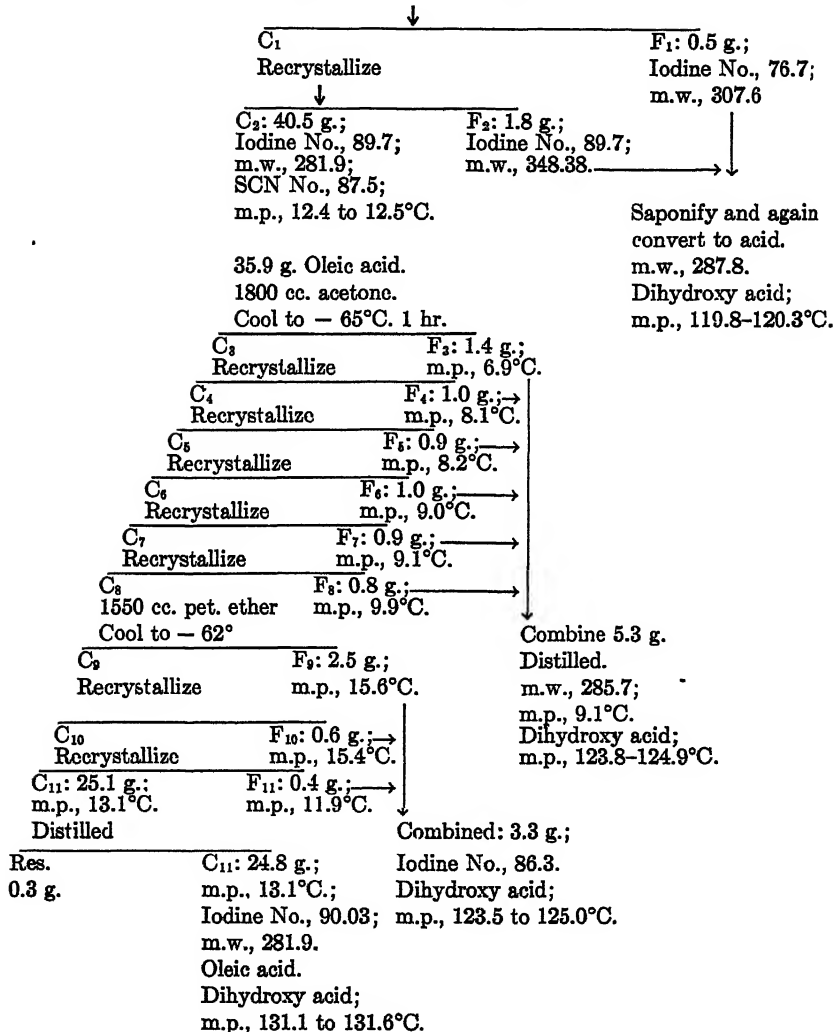 C₁ F₁: 0.5 g.;
Recrystallize Iodine No., 76.7;
m.w., 307.6
C₂: 40.5 g.; F₂: 1.8 g.;
Iodine No., 89.7; Iodine No., 89.7;
m.w., 281.9; m.w., 348.38.
SCN No., 87.5;
m.p., 12.4 to 12.5°C.
Saponify and again
convert to acid.
m.w., 287.8.
Dihydroxy acid;
m.p., 119.8–120.3°C.
35.9 g. Oleic acid.
1800 cc. acetone.
Cool to − 65°C. 1 hr.
C₃ F₃: 1.4 g.;
Recrystallize m.p., 6.9°C.
C₄ F₄: 1.0 g.;
Recrystallize m.p., 8.1°C.
C₅ F₅: 0.9 g.;
Recrystallize m.p., 8.2°C.
C₆ F₆: 1.0 g.;
Recrystallize m.p., 9.0°C.
C₇ F₇: 0.9 g.;
Recrystallize m.p., 9.1°C.
C₈ F₈: 0.8 g.;
1550 cc. pet. ether m.p., 9.9°C.
Cool to − 62°
Combine 5.3 g.
Distilled.
m.w., 285.7;
m.p., 9.1°C.
Dihydroxy acid;
m.p., 123.8–124.9°C.
C₉ F₉: 2.5 g.;
Recrystallize m.p., 15.6°C.
C₁₀ F₁₀: 0.6 g.;
Recrystallize m.p., 15.4°C.
C₁₁: 25.1 g.; F₁₁: 0.4 g.;
m.p., 13.1°C. m.p., 11.9°C.
Distilled
Combined: 3.3 g.;
Iodine No., 86.3.
Dihydroxy acid;
m.p., 123.5 to 125.0°C.
Res.
0.3 g.
C₁₁: 24.8 g.;
m.p., 13.1°C.;
Iodine No., 90.03;
m.w., 281.9.
Oleic acid.
Dihydroxy acid;
m.p., 131.1 to 131.6°C.